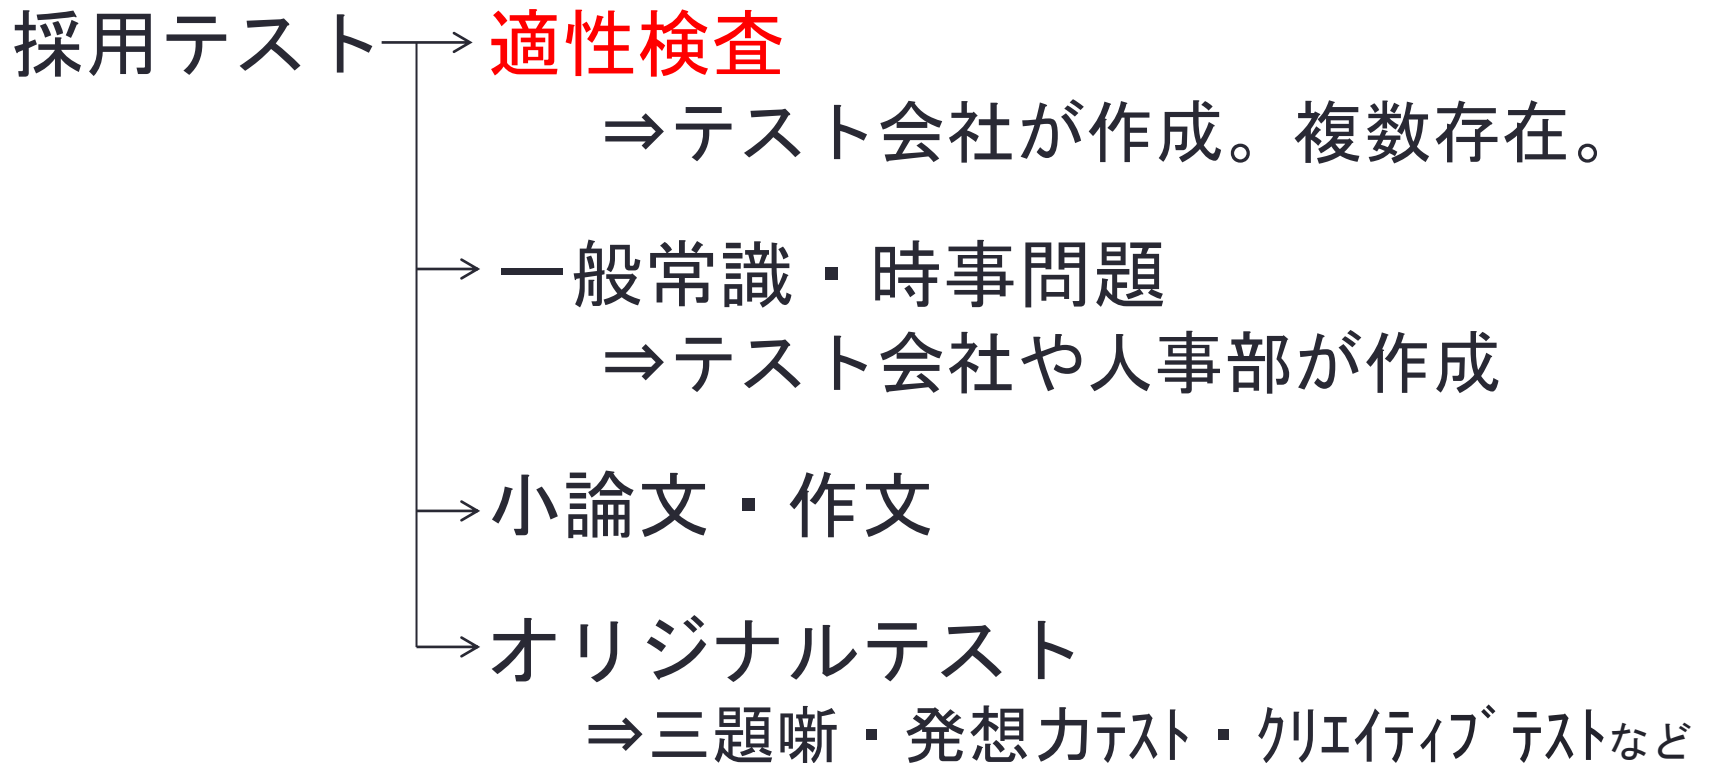 採用テスト 適性検査
⇒テスト会社が作成。複数存在。
一般常識・時事問題
⇒テスト会社や人事部が作成
小論文・作文
オリジナルテスト
⇒三題噺・発想力ﾃｽﾄ・ｸﾘｴｲﾃｨﾌﾞﾃｽﾄなど